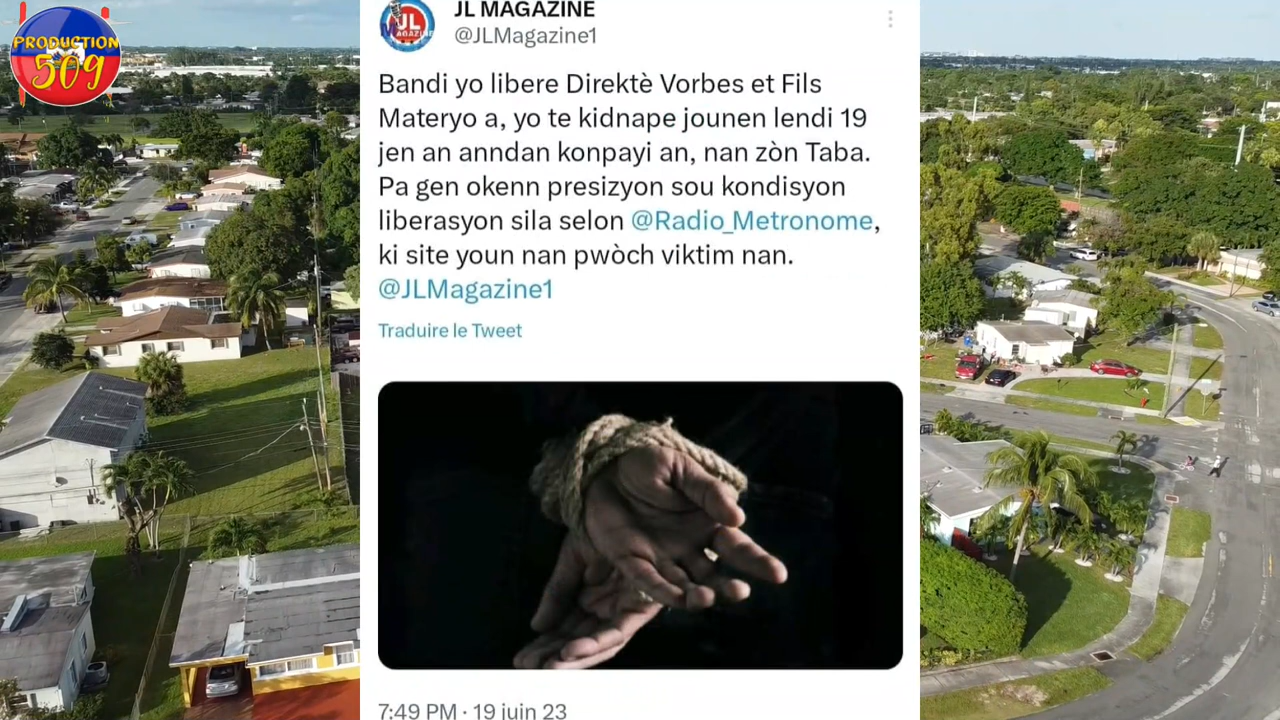 PRODUCTION
509
JL
MAGAZINE
JL MAGAZINE
@JLMagazine1
Bandi yo libere Direktè Vorbes et Fils
Materyo a, yo te kidnape jounen lendi 19
jen an anndan konpayi an, nan zòn Taba.
Pa gen okenn presizyon sou kondisyon
liberasyon sila selon @Radio_Metronome,
ki site youn nan pwòch viktim nan.
@JLMagazine1
Traduire le Tweet
7:49 PM · 19 juin 23